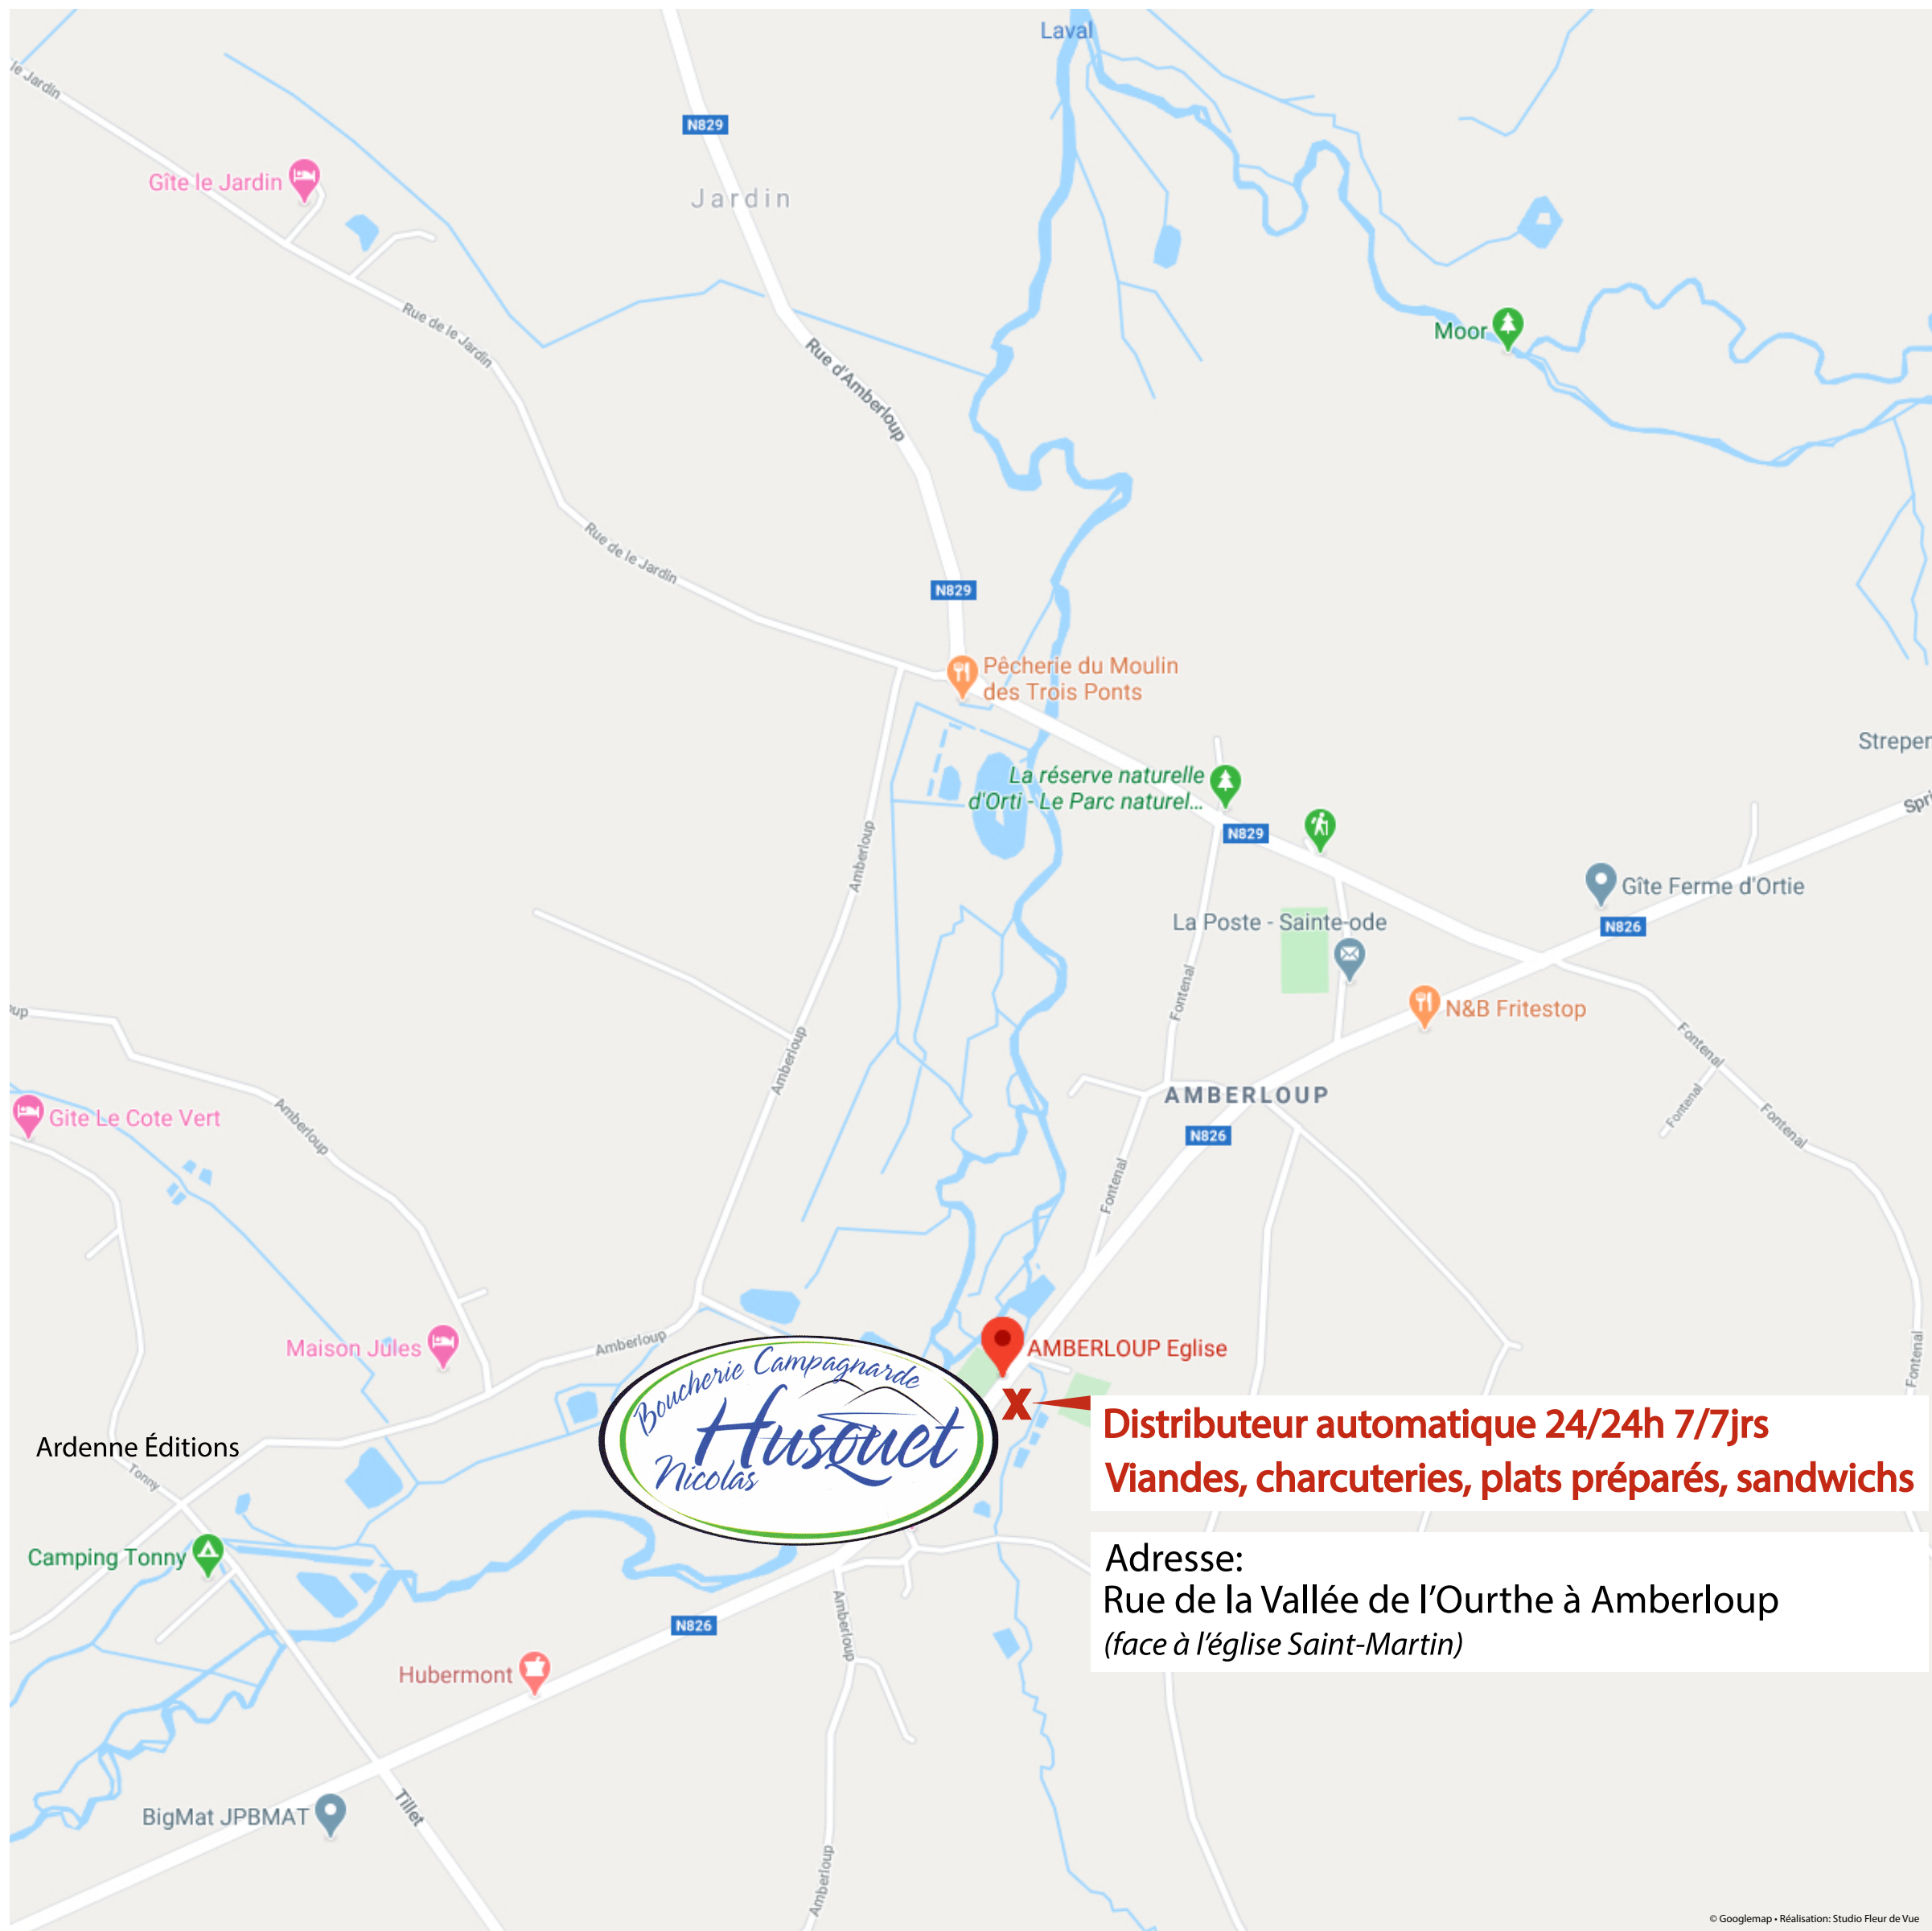 Laval
le Jardin
N829
Gîte le Jardin
Jardin
Rue de le Jardin
Rue d'Amberloup
Moor
Rue de le Jardin
N829
Pêcherie du Moulin
des Trois Ponts
Strepen
La réserve naturelle
d'Orti - Le Parc naturel...
Spri
N829
Amberloup
Gîte Ferme d'Ortie
La Poste - Sainte-ode
N826
Fontenal
N&B Fritestop
up
Amberloup
Fontenal
AMBERLOUP
Fontenal
Gite Le Cote Vert
Amberloup
Fontenal
N826
Fontenal
Maison Jules
Amberloup
AMBERLOUP Eglise
Fontenal
Boucherie Campagnarde
Husquet
Nicolas
X
Distributeur automatique 24/24h 7/7jrs
Viandes, charcuteries, plats préparés, sandwichs
Ardenne Éditions
Tonny
Camping Tonny
Adresse:
Rue de la Vallée de l'Ourthe à Amberloup
(face à l'église Saint-Martin)
N826
Amberloup
Hubermont
BigMat JPBMAT
Tillet
Amberloup
© Googlemap • Réalisation: Studio Fleur de Vue